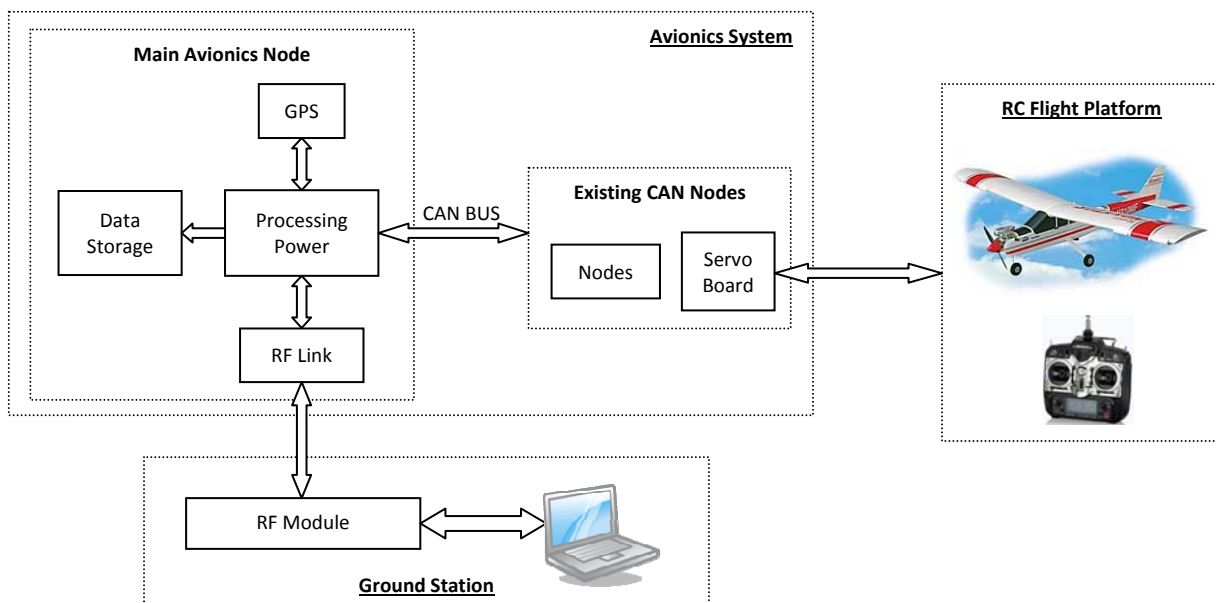 Avionics System
Main Avionics Node
GPS
Data
Storage
Processing
Power
CAN BUS
RF Link
Existing CAN Nodes
Nodes
Servo
Board
RC Flight Platform
RF Module
Ground Station